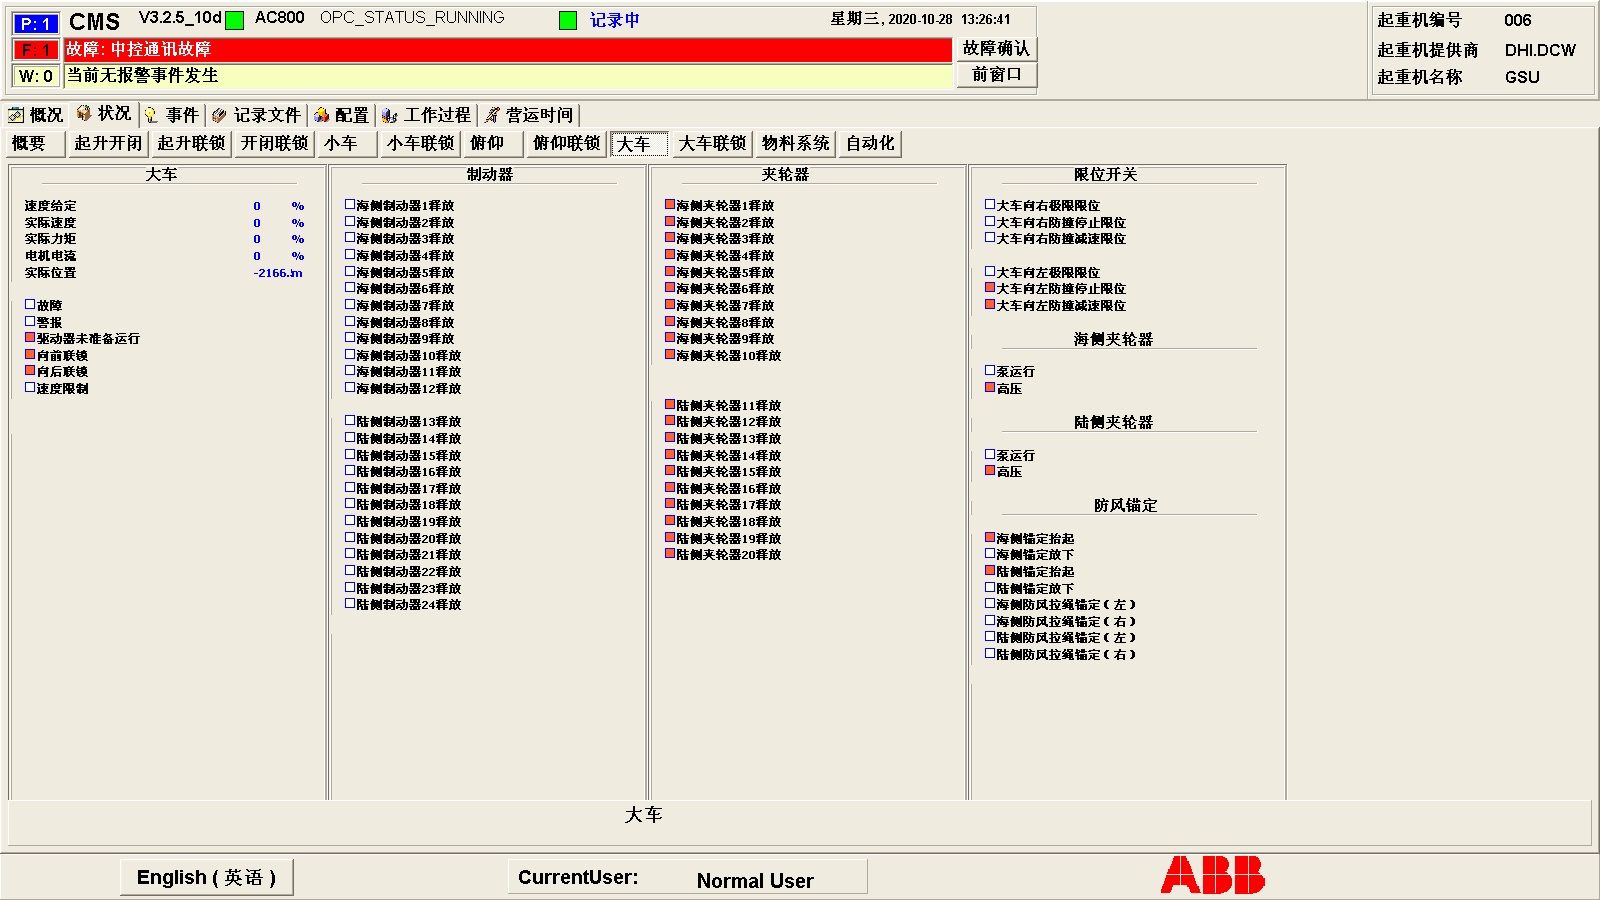 P: 1 CMS V3.2.5_10d AC800 OPC_STATUS_RUNNING 记录中 星期三, 2020-10-28 13:26:41
F: 1 故障: 中控通讯故障 故障确认
W: 0 当前无报警事件发生 前窗口
起重机编号 006
起重机提供商 DHI.DCW
起重机名称 GSU
概况 状况 事件 记录文件 配置 工作过程 营运时间
概要 起升开闭 起升联锁 开闭联锁 小车 小车联锁 俯仰 俯仰联锁 大车 大车联锁 物料系统 自动化
大车
速度给定 0 %
实际速度 0 %
实际力矩 0 %
电机电流 0 %
实际位置 -2166. m
故障
警报
驱动器未准备运行
向前联锁
向后联锁
速度限制
制动器
海侧制动器1释放
海侧制动器2释放
海侧制动器3释放
海侧制动器4释放
海侧制动器5释放
海侧制动器6释放
海侧制动器7释放
海侧制动器8释放
海侧制动器9释放
海侧制动器10释放
海侧制动器11释放
海侧制动器12释放
陆侧制动器13释放
陆侧制动器14释放
陆侧制动器15释放
陆侧制动器16释放
陆侧制动器17释放
陆侧制动器18释放
陆侧制动器19释放
陆侧制动器20释放
陆侧制动器21释放
陆侧制动器22释放
陆侧制动器23释放
陆侧制动器24释放
夹轮器
海侧夹轮器1释放
海侧夹轮器2释放
海侧夹轮器3释放
海侧夹轮器4释放
海侧夹轮器5释放
海侧夹轮器6释放
海侧夹轮器7释放
海侧夹轮器8释放
海侧夹轮器9释放
海侧夹轮器10释放
陆侧夹轮器11释放
陆侧夹轮器12释放
陆侧夹轮器13释放
陆侧夹轮器14释放
陆侧夹轮器15释放
陆侧夹轮器16释放
陆侧夹轮器17释放
陆侧夹轮器18释放
陆侧夹轮器19释放
陆侧夹轮器20释放
限位开关
大车向右极限限位
大车向右防撞停止限位
大车向右防撞减速限位
大车向左极限限位
大车向左防撞停止限位
大车向左防撞减速限位
海侧夹轮器
泵运行
高压
陆侧夹轮器
泵运行
高压
防风锚定
海侧锚定抬起
海侧锚定放下
陆侧锚定抬起
陆侧锚定放下
海侧防风拉绳锚定（左）
海侧防风拉绳锚定（右）
陆侧防风拉绳锚定（左）
陆侧防风拉绳锚定（右）
大车
English ( 英语 ) CurrentUser: Normal User ABB